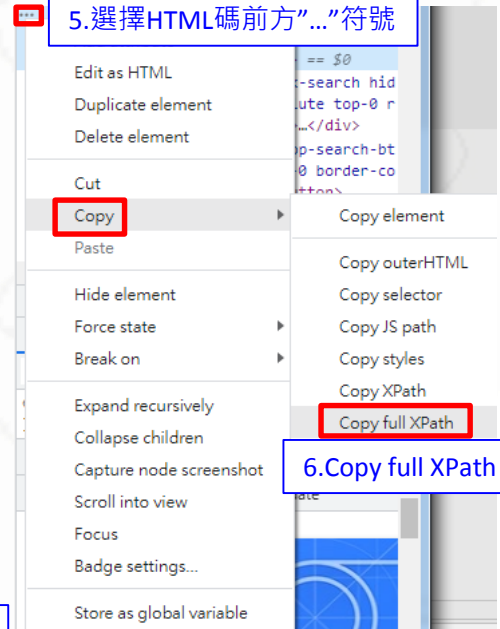 5.選擇HTML碼前方”…”符號
== $0
Edit as HTML
-search hid
Duplicate element
ute top-0 r
…</div>
Delete element
op-search-bt
-0 border-co
Cut
Copy
Copy element
Paste
Copy outerHTML
Hide element
Copy selector
Force state
Copy JS path
Break on
Copy styles
Copy XPath
Expand recursively
Copy full XPath
Collapse children
Capture node screenshot
6.Copy full XPath
Scroll into view
Focus
Badge settings...
Store as global variable